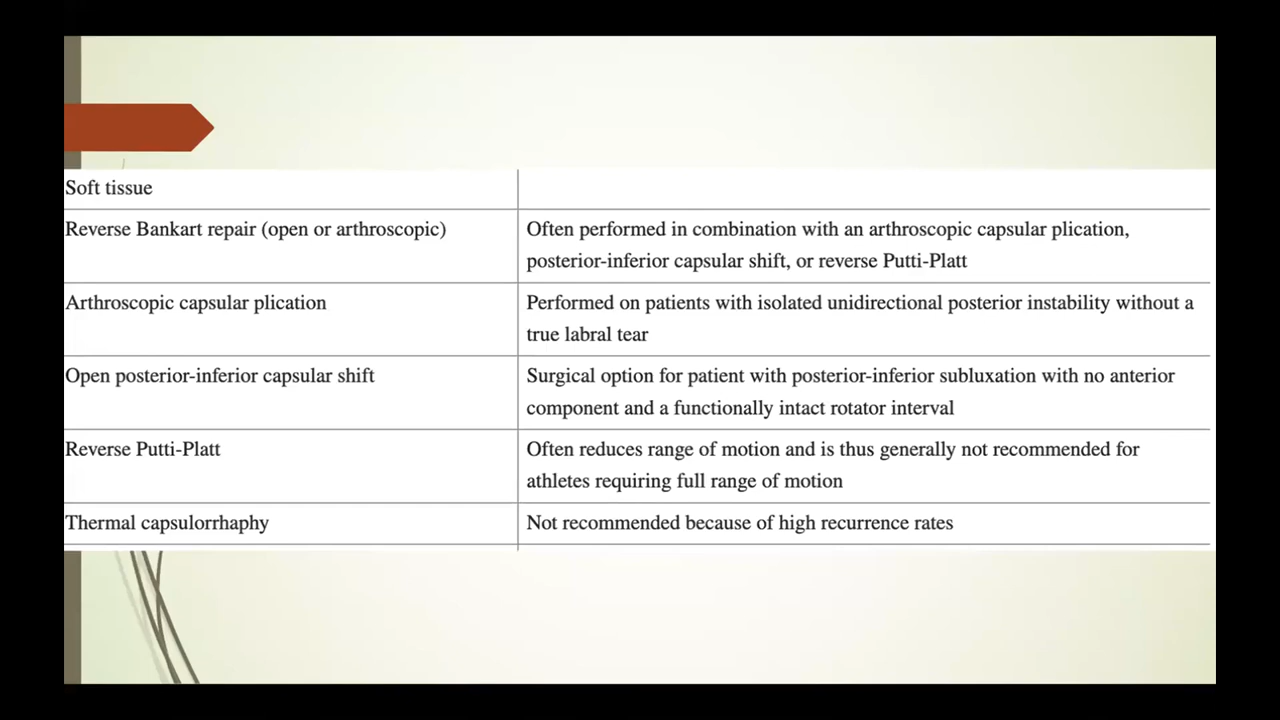 Soft tissue
Reverse Bankart repair (open or arthroscopic)
Often performed in combination with an arthroscopic capsular plication,
posterior-inferior capsular shift, or reverse Putti-Platt
Arthroscopic capsular plication
Performed on patients with isolated unidirectional posterior instability without a
true labral tear
Open posterior-inferior capsular shift
Surgical option for patient with posterior-inferior subluxation with no anterior
component and a functionally intact rotator interval
Reverse Putti-Platt
Often reduces range of motion and is thus generally not recommended for
athletes requiring full range of motion
Thermal capsulorrhaphy
Not recommended because of high recurrence rates